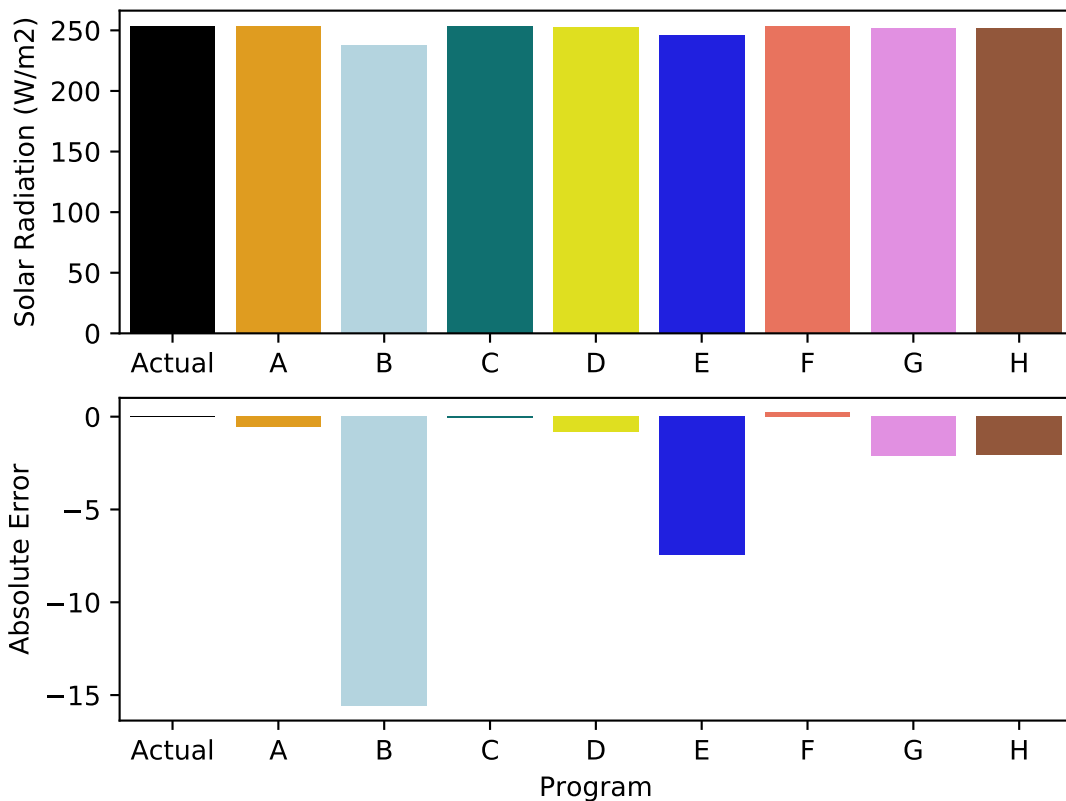 Solar Radiation (W/m2)
250
200
150
100
50
0
Actual A B C D E F G H
Absolute Error
0
−5
−10
−15
Actual A B C D E F G H
Program